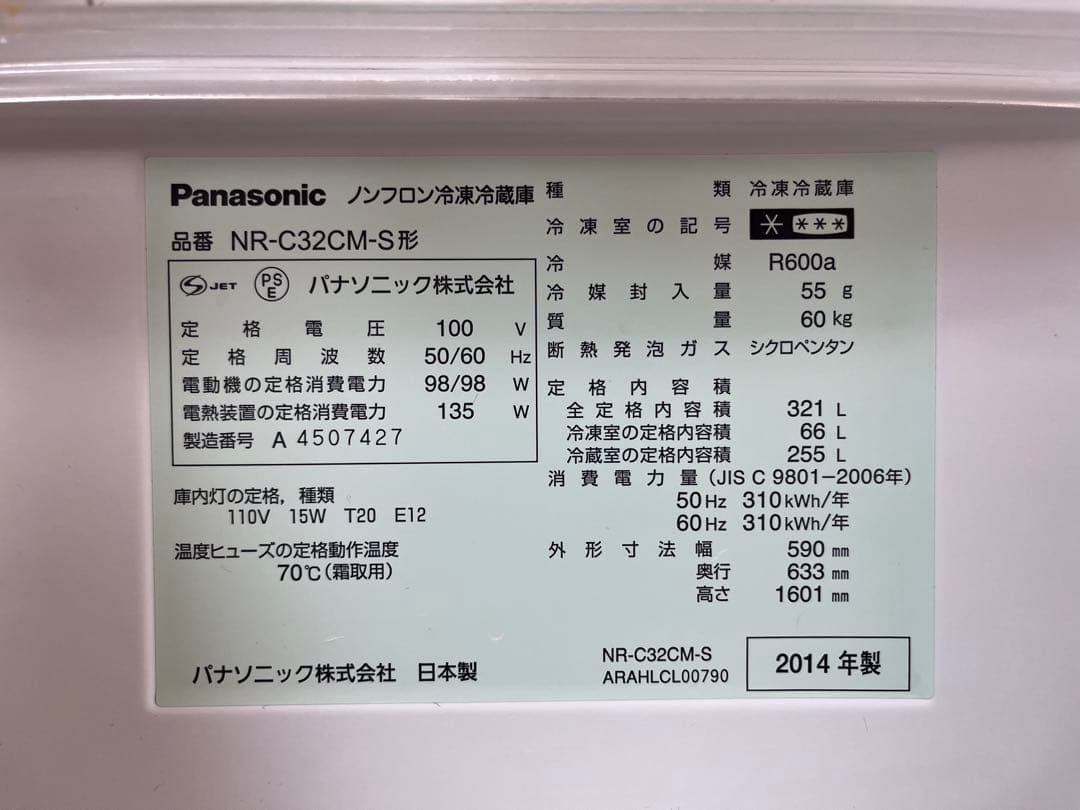 Panasonic ノンフロン冷凍冷蔵庫
品番 NR-C32CM-S形
JET PS E パナソニック株式会社
定格電圧 100 V
定格周波数 50/60 Hz
電動機の定格消費電力 98/98 W
電熱装置の定格消費電力 135 W
製造番号 A 4507427
庫内灯の定格，種類
110V 15W T20 E12
温度ヒューズの定格動作温度
70℃(霜取用)
パナソニック株式会社 日本製
種類 冷凍冷蔵庫
冷凍室の記号 * ***
冷媒 R600a
冷媒封入量 55 g
質量 60 kg
断熱発泡ガス シクロペンタン
定格内容積
全定格内容積 321 L
冷凍室の定格内容積 66 L
冷蔵室の定格内容積 255 L
消費電力量(JIS C 9801-2006年)
50Hz 310kWh/年
60Hz 310kWh/年
外形寸法幅 590 mm
奥行 633 mm
高さ 1601 mm
NR-C32CM-S
ARAHLCL00790
2014年製